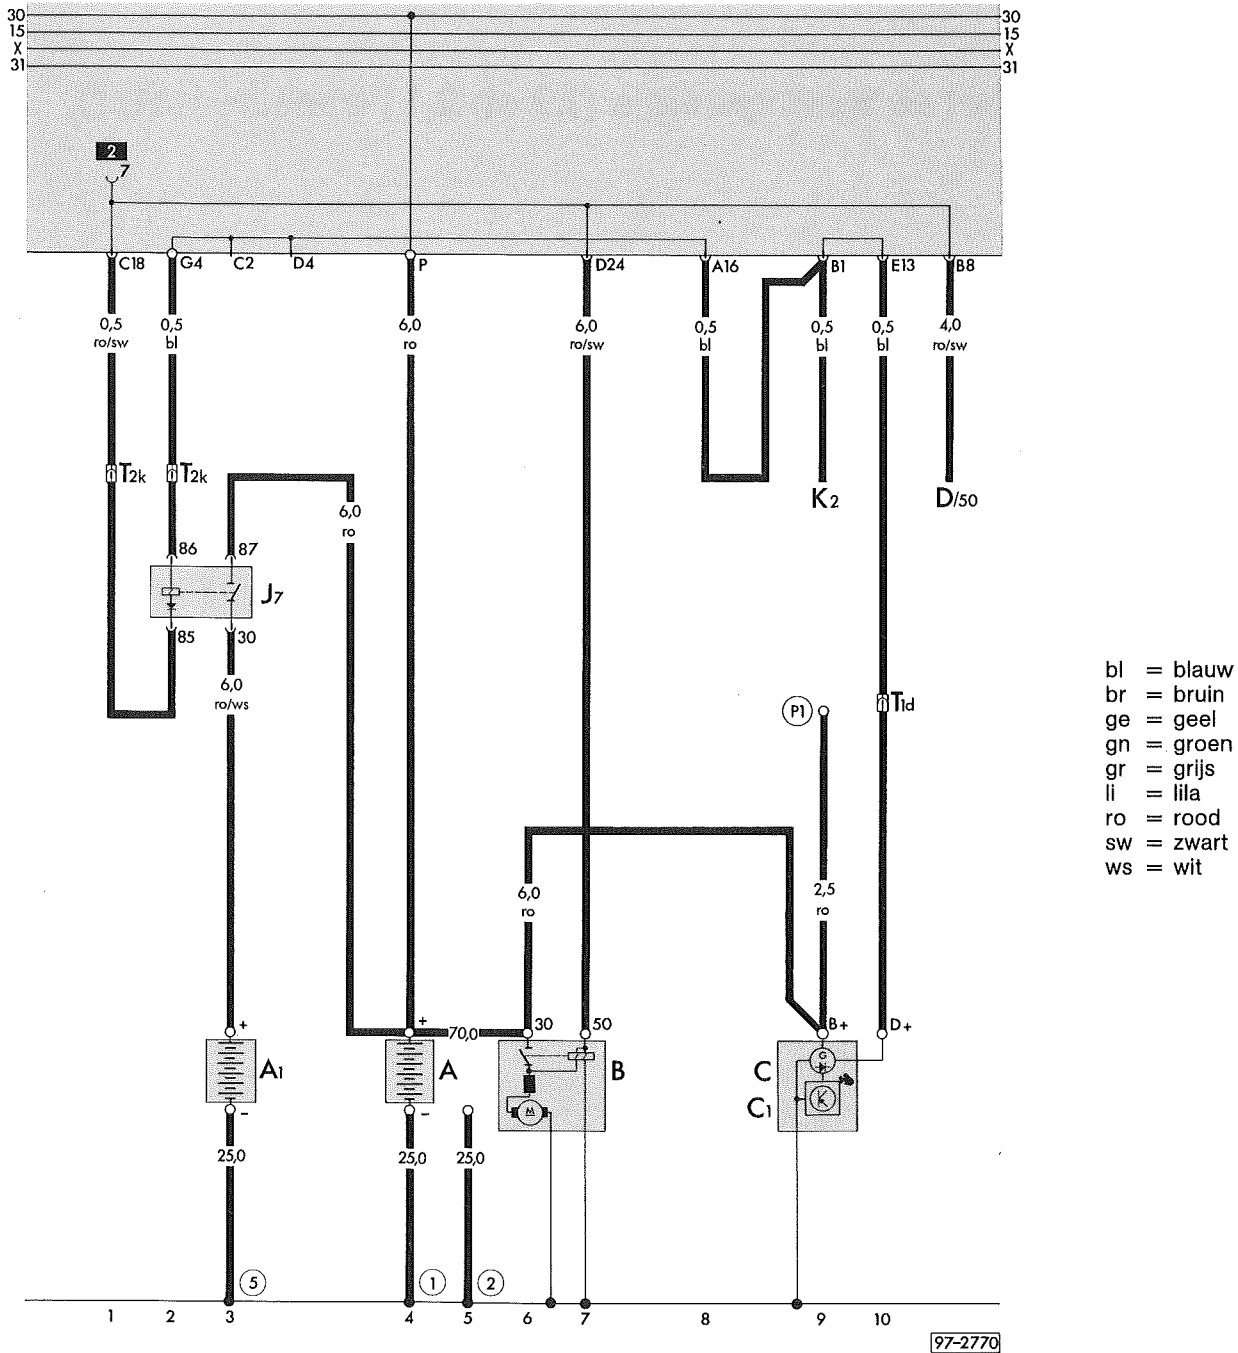 30 30
15 15
X X
31 31
2
7
C18 G4 C2 D4 P D24 A16 B1 E13 B8
0,5 0,5 6,0 6,0 0,5 0,5 0,5 4,0
ro/sw bl ro ro/sw bl bl bl ro/sw
T2k T2k
K2 D/50
6,0
ro
86 87
J7
85 30
6,0
ro/ws
bl = blauw
br = bruin
ge = geel
gn = groen
gr = grijs
li = lila
ro = rood
sw = zwart
ws = wit
P1 T1d
6,0 2,5
ro ro
+ + 70,0 30 50 B+ D+
G
A1 A B C
M C1
- -
25,0 25,0 25,0
5 1 2
1 2 3 4 5 6 7 8 9 10
97-2770